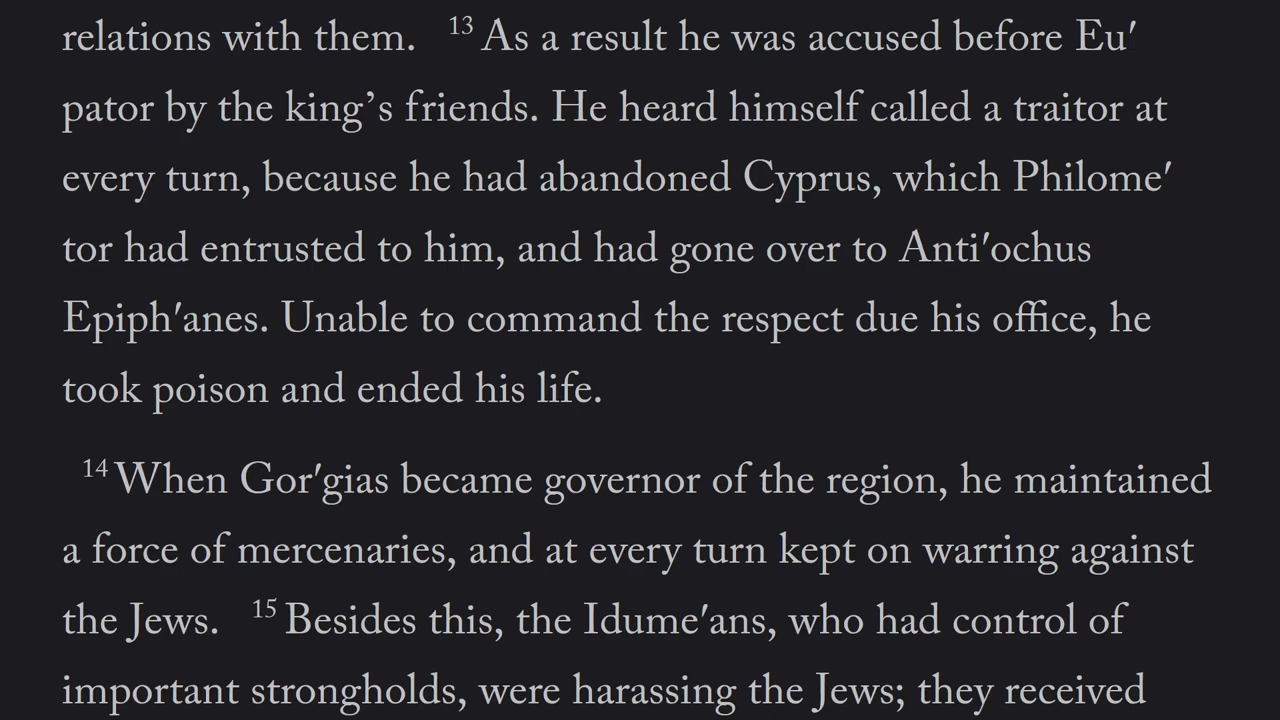 relations with them. 13 As a result he was accused before Eu′
pator by the king’s friends. He heard himself called a traitor at
every turn, because he had abandoned Cyprus, which Philome′
tor had entrusted to him, and had gone over to Anti′ochus
Epiph′anes. Unable to command the respect due his office, he
took poison and ended his life.
14 When Gor′gias became governor of the region, he maintained
a force of mercenaries, and at every turn kept on warring against
the Jews. 15 Besides this, the Idume′ans, who had control of
important strongholds, were harassing the Jews; they received